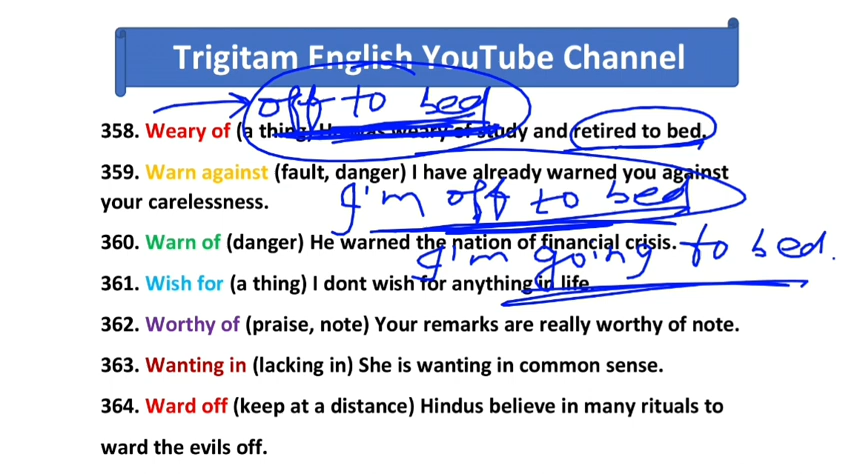 Trigitam English YouTube Channel
off to bed
358. Weary of (a thing) He was weary of study and retired to bed.
359. Warn against (fault, danger) I have already warned you against
your carelessness.
I'm off to bed
360. Warn of (danger) He warned the nation of financial crisis.
I'm going to bed.
361. Wish for (a thing) I dont wish for anything in life.
362. Worthy of (praise, note) Your remarks are really worthy of note.
363. Wanting in (lacking in) She is wanting in common sense.
364. Ward off (keep at a distance) Hindus believe in many rituals to
ward the evils off.